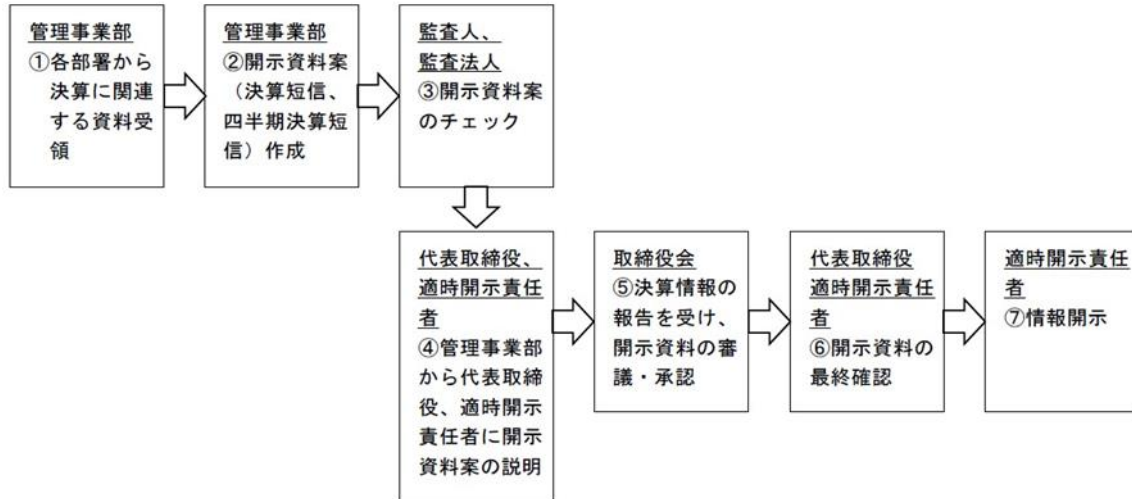 管理事業部
①各部署から
決算に関連
する資料受
領
管理事業部
②開示資料案
（決算短信、
四半期決算短
信）作成
監査人、
監査法人
③開示資料案
のチェック
代表取締役、
適時開示責任
者
④管理事業部
から代表取締
役、適時開示
責任者に開示
資料案の説明
取締役会
⑤決算情報の
報告を受け、
開示資料の審
議・承認
代表取締役
適時開示責任
者
⑥開示資料の
最終確認
適時開示責任
者
⑦情報開示